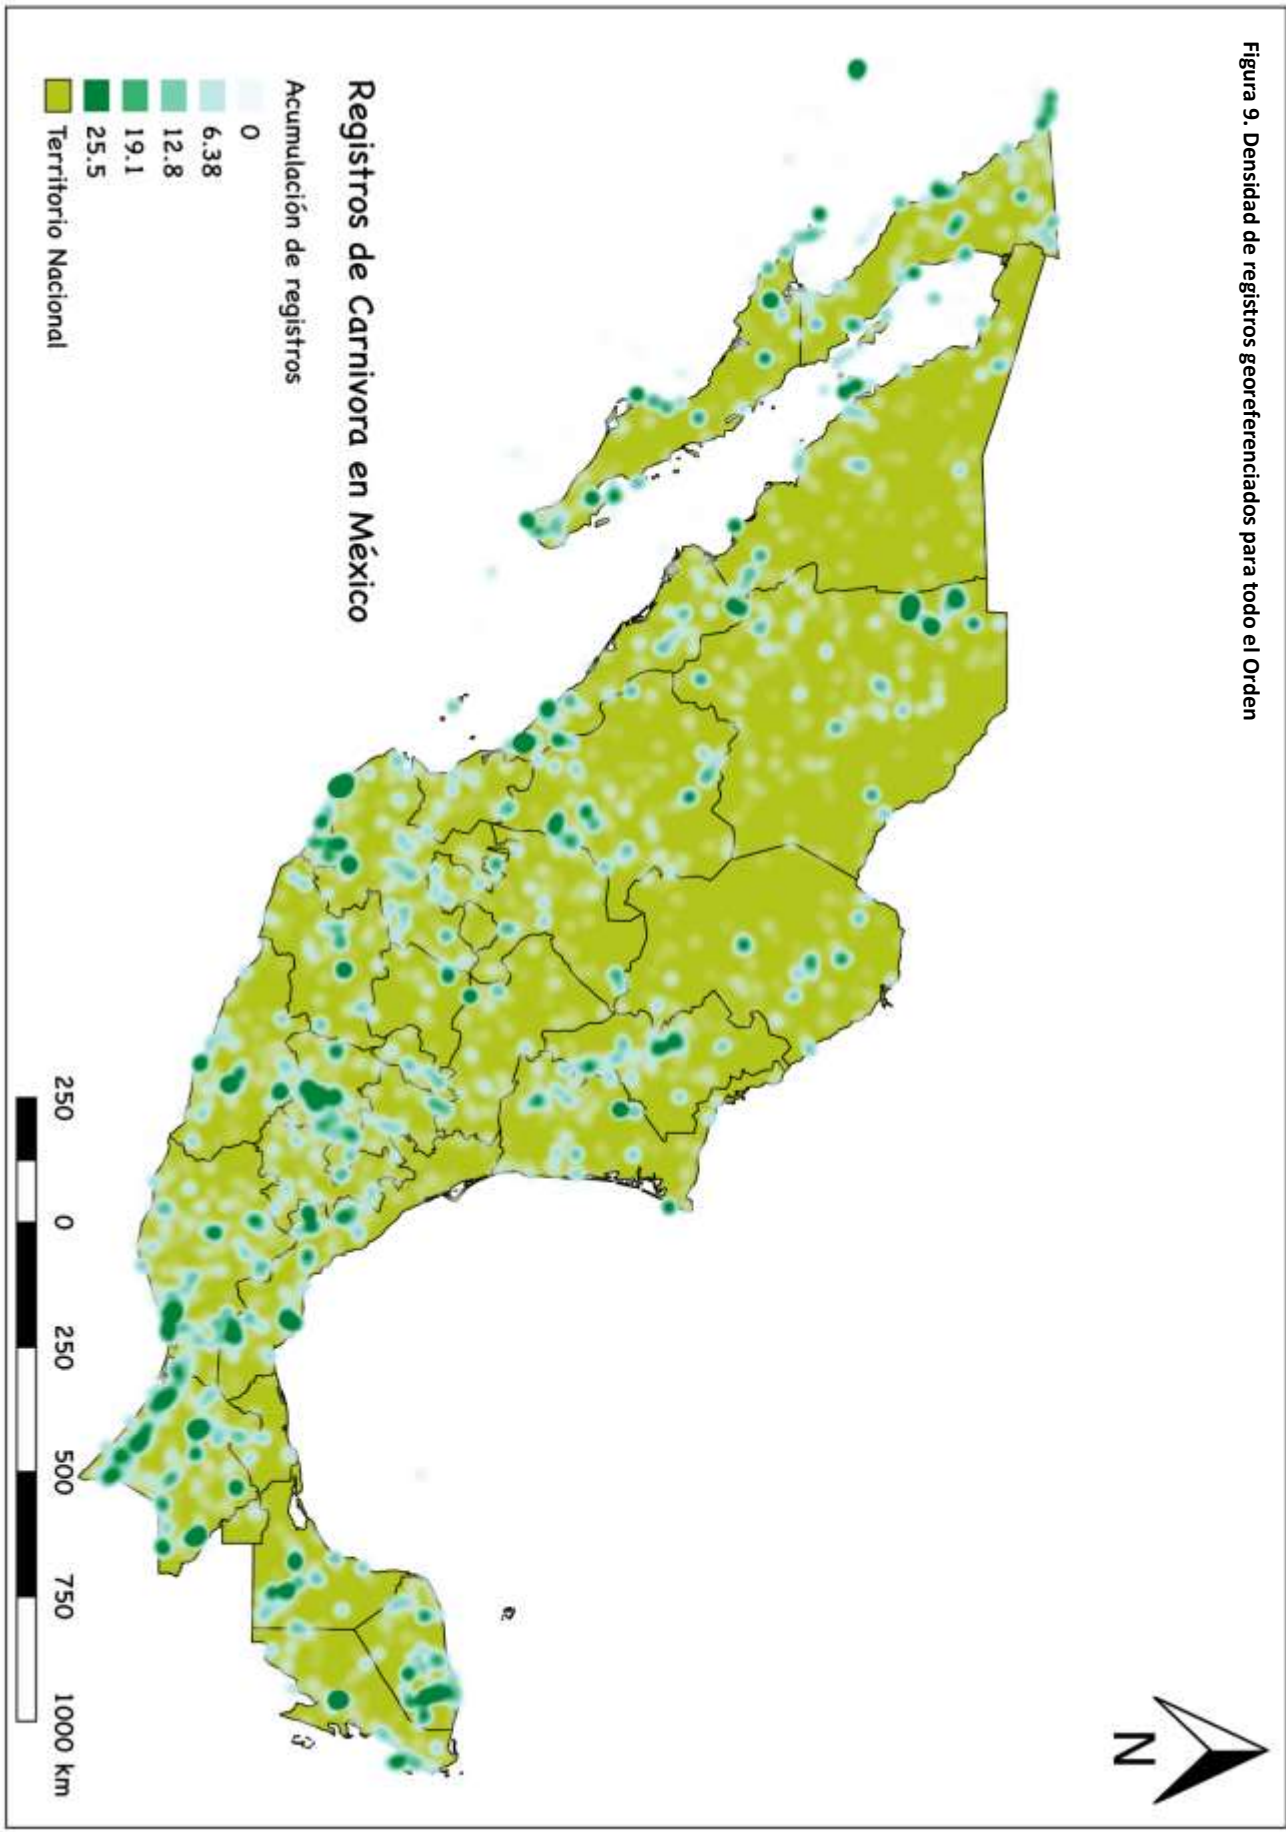 Figura 9. Densidad de registros georeferenciados para todo el Orden
N
Registros de Carnivora en México
Acumulación de registros
0
6.38
12.8
19.1
25.5
Territorio Nacional
250 0 250 500 750 1000 km